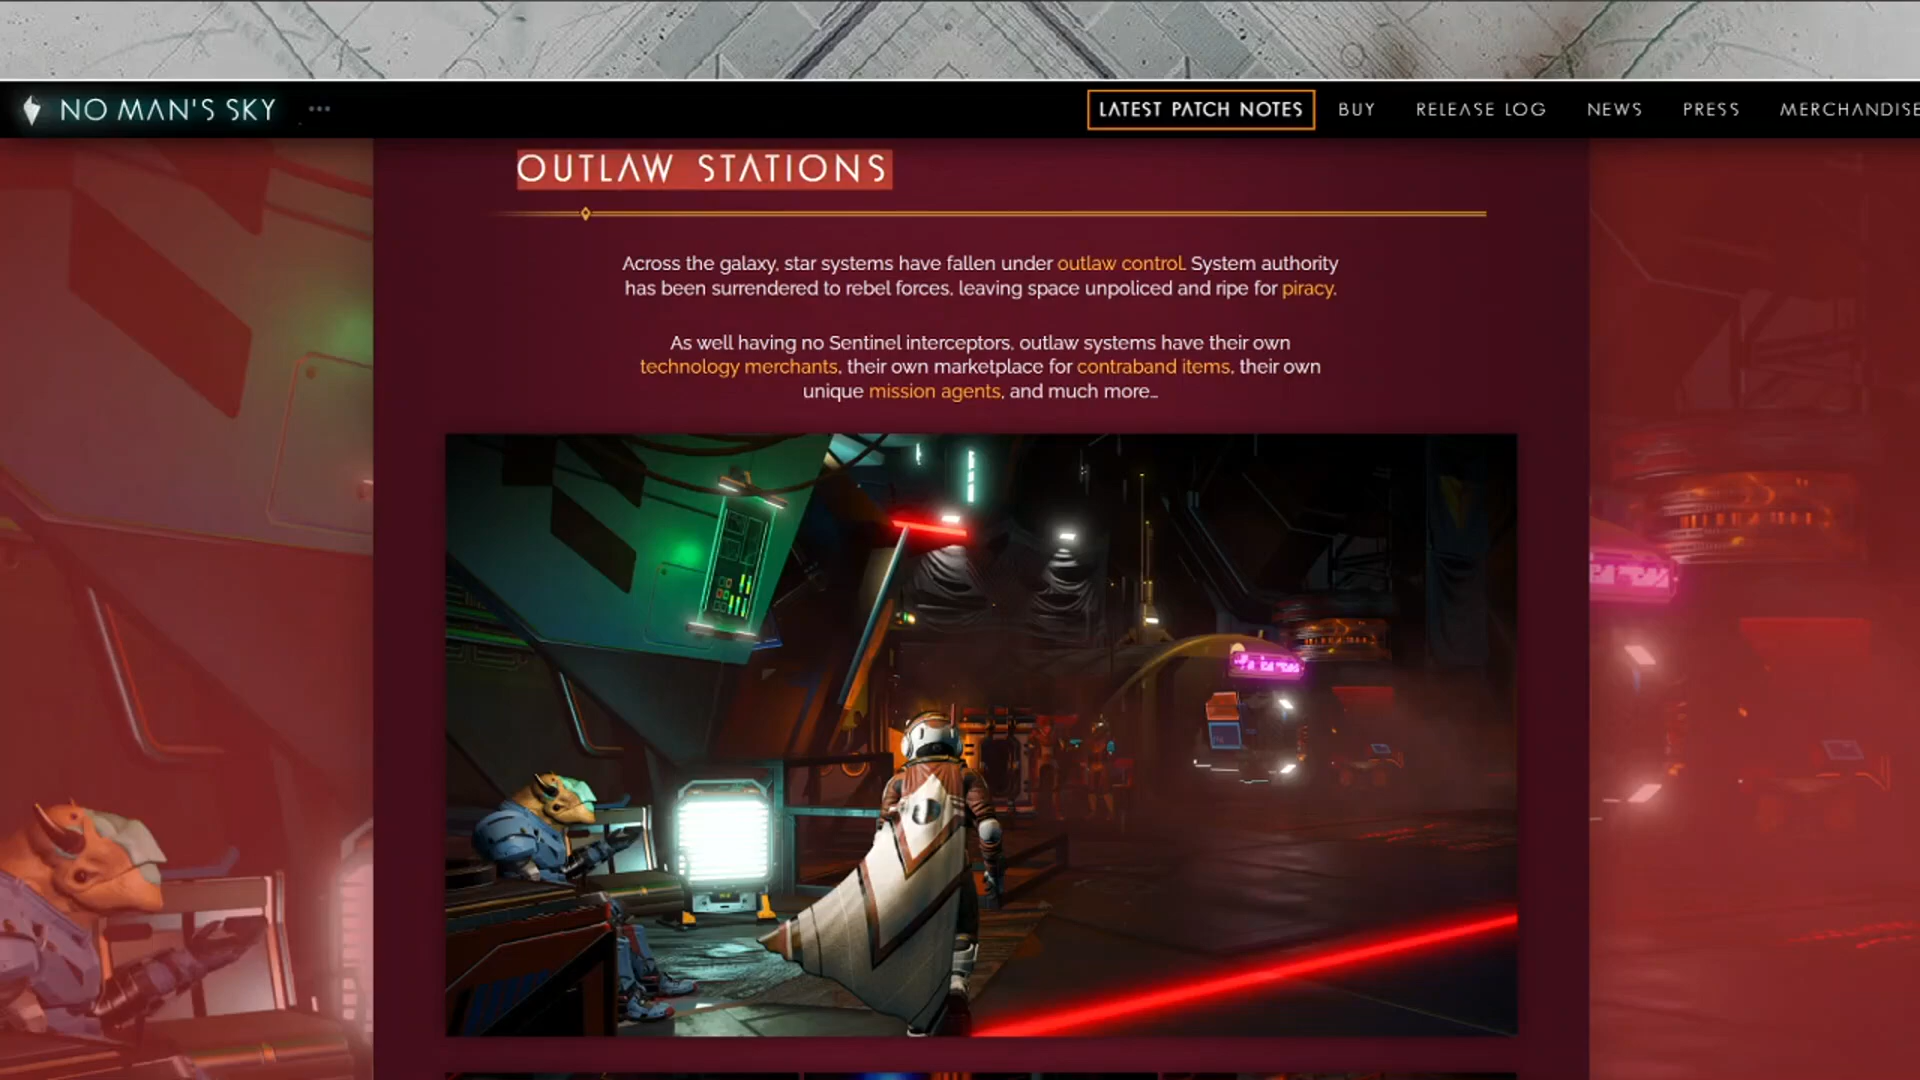 NO MAN'S SKY
LATEST PATCH NOTES
BUY
RELEASE LOG
NEWS
PRESS
MERCHANDISE
OUTLAW STATIONS
Across the galaxy, star systems have fallen under outlaw control. System authority
has been surrendered to rebel forces, leaving space unpoliced and ripe for piracy.
As well having no Sentinel interceptors, outlaw systems have their own
technology merchants, their own marketplace for contraband items, their own
unique mission agents, and much more…